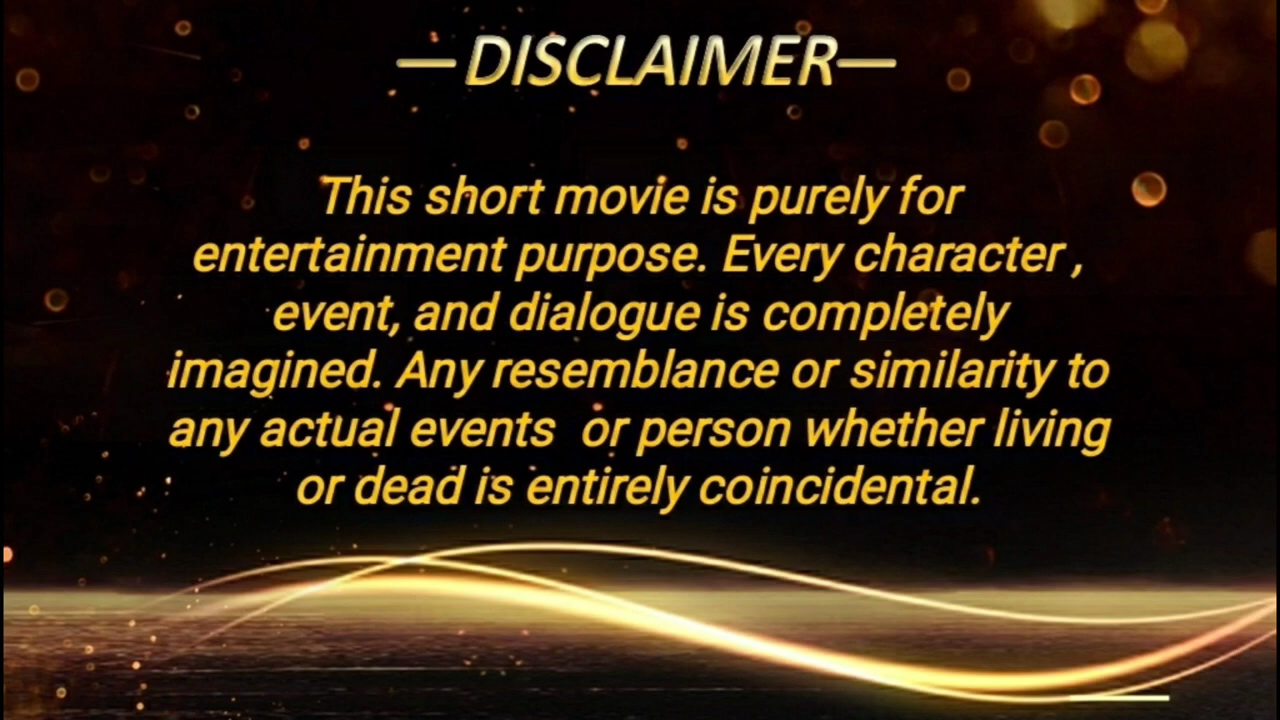 —DISCLAIMER—
This short movie is purely for
entertainment purpose. Every character ,
event, and dialogue is completely
imagined. Any resemblance or similarity to
any actual events  or person whether living
or dead is entirely coincidental.